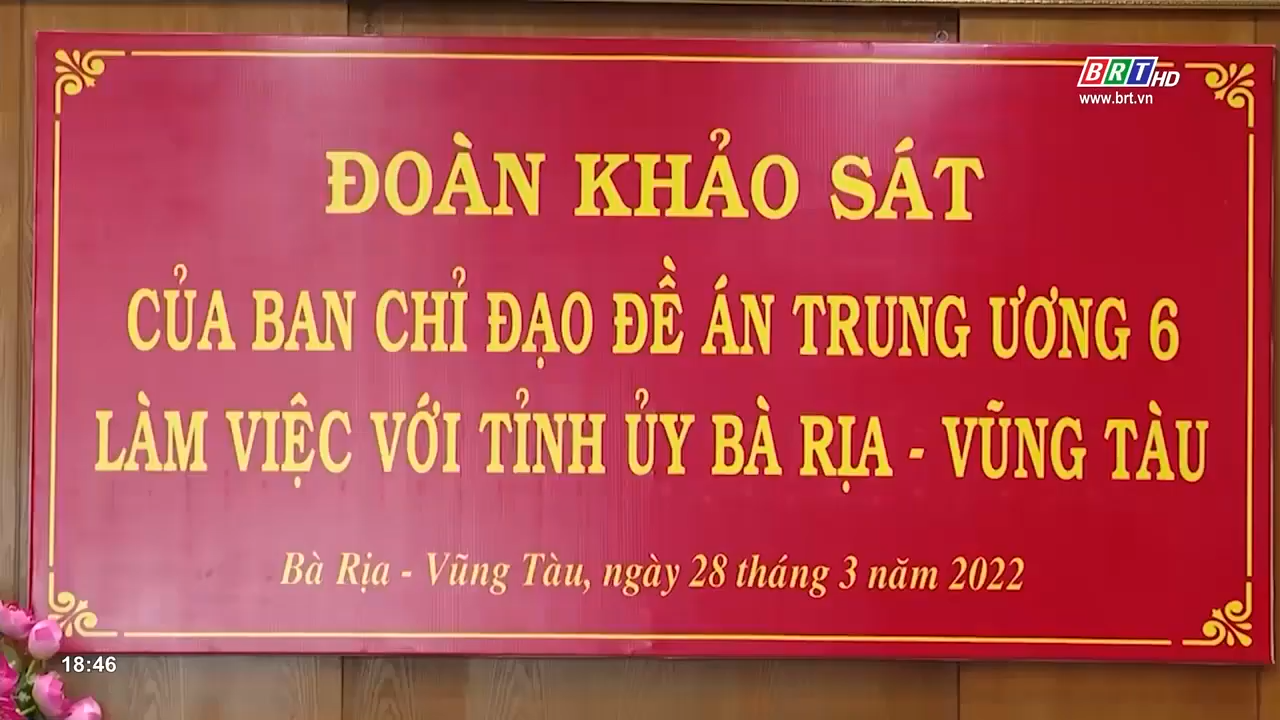 BRT HD
www.brt.vn
ĐOÀN KHẢO SÁT
CỦA BAN CHỈ ĐẠO ĐỀ ÁN TRUNG ƯƠNG 6
LÀM VIỆC VỚI TỈNH ỦY BÀ RỊA - VŨNG TÀU
Bà Rịa - Vũng Tàu, ngày 28 tháng 3 năm 2022
18:46